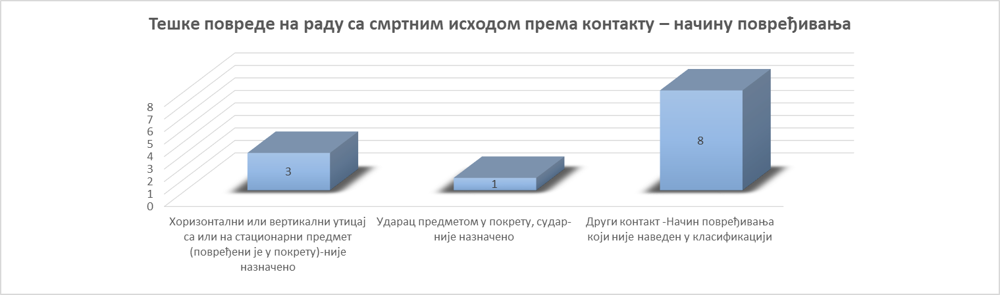 Тешке повреде на раду са смртним исходом према контакту – начину повређивања
8
7
6
5
4
3
2
1
0
3
1
8
Хоризонтални или вертикални утицај
са или на стационарни предмет
(повређени је у покрету)-није
назначено
Ударац предметом у покрету, судар-
није назначено
Други контакт -Начин повређивања
који није наведен у класификацији